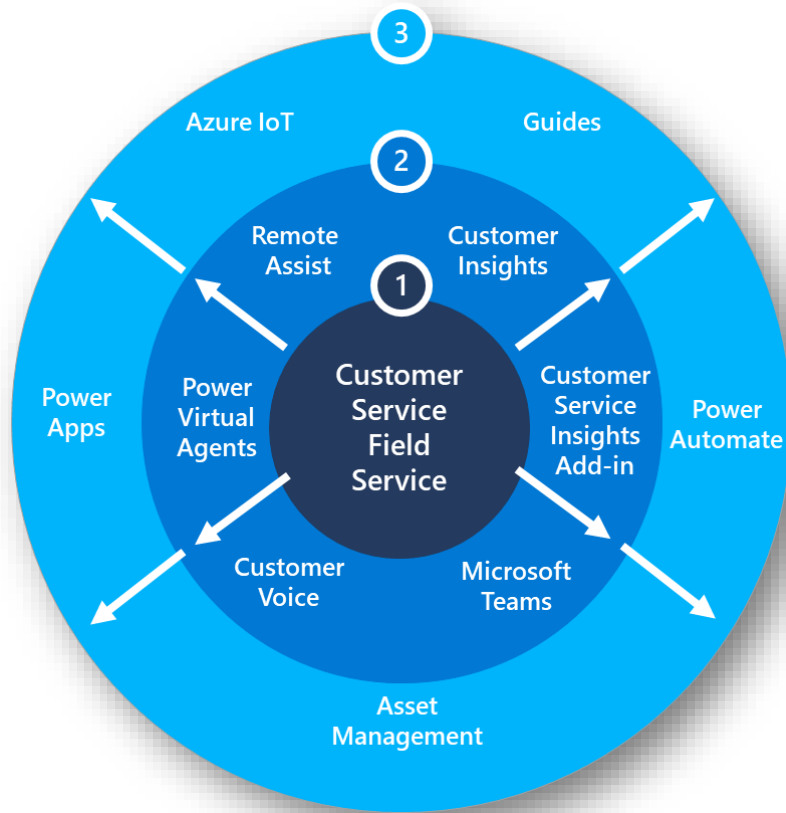 3
Azure IoT
Guides
2
Remote
Assist
Customer
Insights
1
Customer
Service
Field
Service
Power
Virtual
Agents
Customer
Service
Insights
Add-in
Power
Apps
Power
Automate
Customer
Voice
Microsoft
Teams
Asset
Management